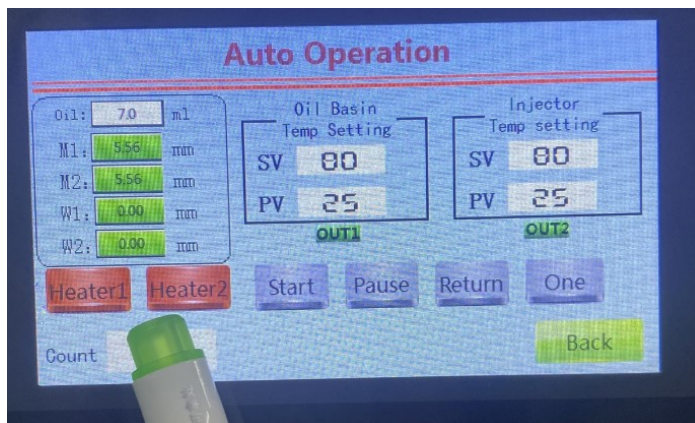 Auto Operation
Oil: 7.0 ml
M1: 5.56 mm
M2: 5.56 mm
W1: 0.00 mm
W2: 0.00 mm
Oil Basin
Temp Setting
SV 80
PV 25
OUT1
Injector
Temp setting
SV 80
PV 25
OUT2
Heater1 Heater2 Start Pause Return One
Count
Back